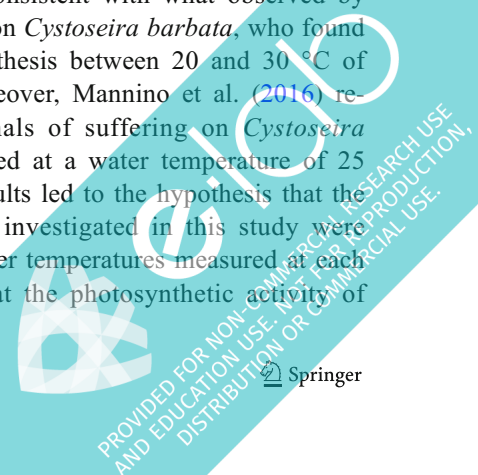 consistent with what observed by
on Cystoseira barbata, who found
thesis between 20 and 30 °C of
eover, Mannino et al. (2016) re-
nals of suffering on Cystoseira
ed at a water temperature of 25
ults led to the hypothesis that the
investigated in this study were
er temperatures measured at each
at the photosynthetic activity of
Springer
e·lab
PROVIDED FOR NON-COMMERCIAL RESEARCH USE
AND EDUCATION USE. NOT FOR REPRODUCTION,
DISTRIBUTION OR COMMERCIAL USE.